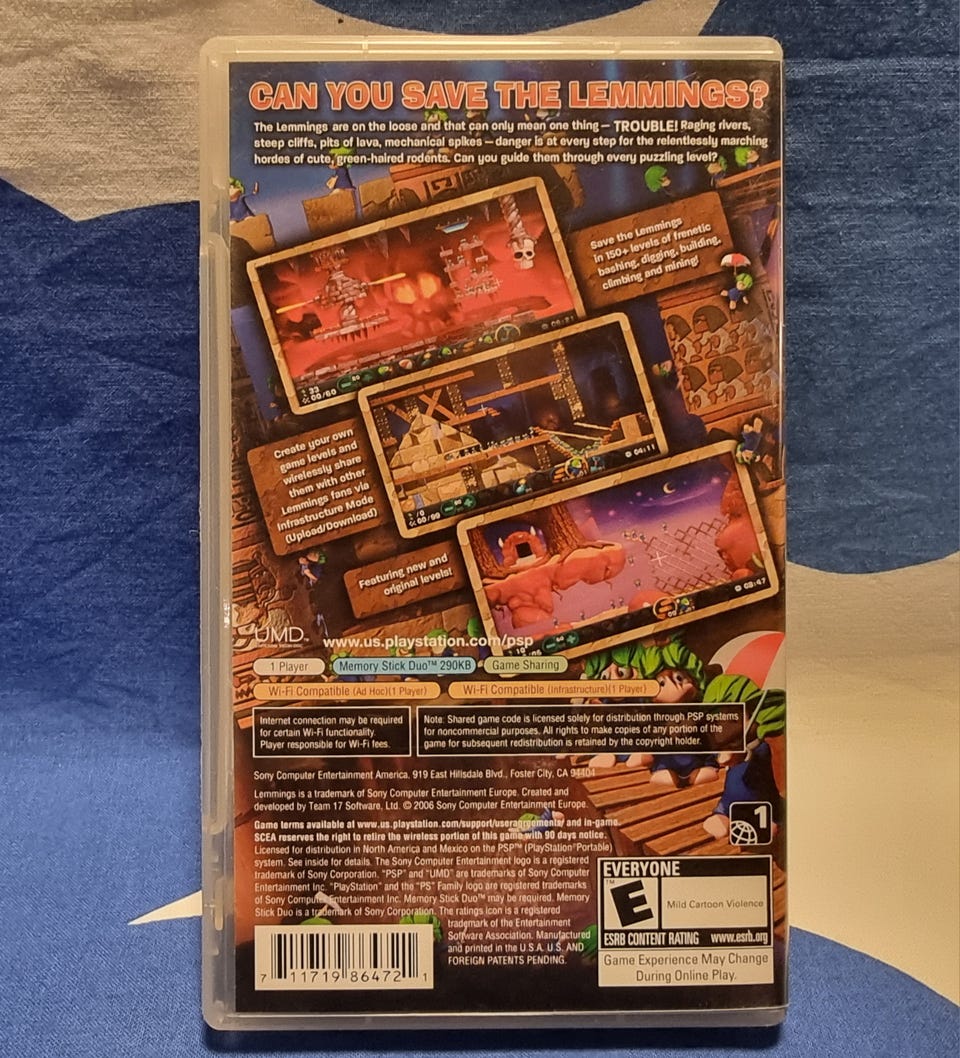 CAN YOU SAVE THE LEMMINGS?
The Lemmings are on the loose and that can only mean one thing – TROUBLE! Raging rivers,
steep cliffs, pits of lava, mechanical spikes – danger is at every step for the relentlessly marching
hordes of cute, green-haired rodents. Can you guide them through every puzzling level?
Save the Lemmings
in 150+ levels of frenetic
bashing, digging, building,
climbing and mining!
06:21
33
00/60
Create your own
game levels and
wirelessly share
them with other
Lemmings fans via
Infrastructure Mode
(Upload/Download)
04:11
00/99
Featuring new and
original levels!
03:47
UMD
www.us.playstation.com/psp
1 Player
Memory Stick Duo™ 290KB
Game Sharing
Wi-Fi Compatible (Ad Hoc)(1 Player)
Wi-Fi Compatible (Infrastructure)(1 Player)
Internet connection may be required
for certain Wi-Fi functionality.
Player responsible for Wi-Fi fees.
Note: Shared game code is licensed solely for distribution through PSP systems
for noncommercial purposes. All rights to make copies of any portion of the
game for subsequent redistribution is retained by the copyright holder.
Sony Computer Entertainment America. 919 East Hillsdale Blvd., Foster City, CA 94404
Lemmings is a trademark of Sony Computer Entertainment Europe. Created and
developed by Team 17 Software, Ltd. © 2006 Sony Computer Entertainment Europe.
Game terms available at www.us.playstation.com/support/useragreements/ and in-game.
SCEA reserves the right to retire the wireless portion of this game with 90 days notice.
Licensed for distribution in North America and Mexico on the PSP™ (PlayStation®Portable)
system. See inside for details. The Sony Computer Entertainment logo is a registered
trademark of Sony Corporation. "PSP" and "UMD" are trademarks of Sony Computer
Entertainment Inc. "PlayStation" and the "PS" Family logo are registered trademarks
of Sony Computer Entertainment Inc. Memory Stick Duo™ may be required. Memory
Stick Duo is a trademark of Sony Corporation. The ratings icon is a registered
trademark of the Entertainment
Software Association. Manufactured
and printed in the U.S.A. U.S. AND
FOREIGN PATENTS PENDING.
1
EVERYONE
E
™
Mild Cartoon Violence
ESRB CONTENT RATING www.esrb.org
Game Experience May Change
During Online Play.
7 11719 86472 1